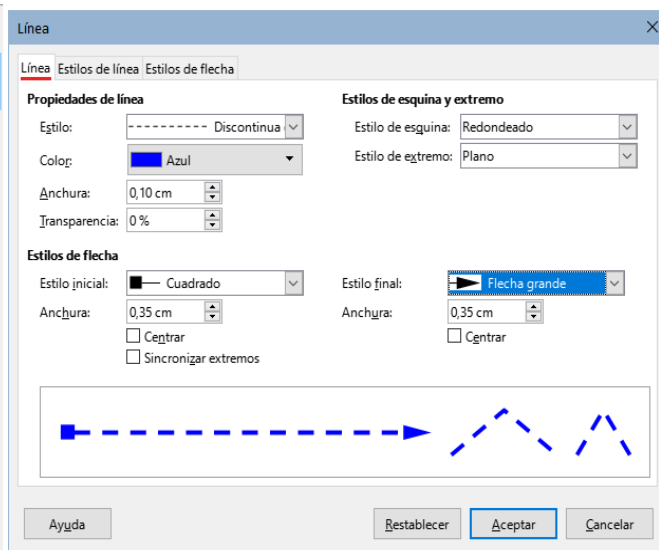 Línea
Línea Estilos de línea Estilos de flecha
Propiedades de línea
Estilo: Discontinua
Color: Azul
Anchura: 0,10 cm
Transparencia: 0 %
Estilos de esquina y extremo
Estilo de esquina: Redondeado
Estilo de extremo: Plano
Estilos de flecha
Estilo inicial: Cuadrado
Anchura: 0,35 cm
Centrar
Sincronizar extremos
Estilo final: Flecha grande
Anchura: 0,35 cm
Centrar
Ayuda Restablecer Aceptar Cancelar